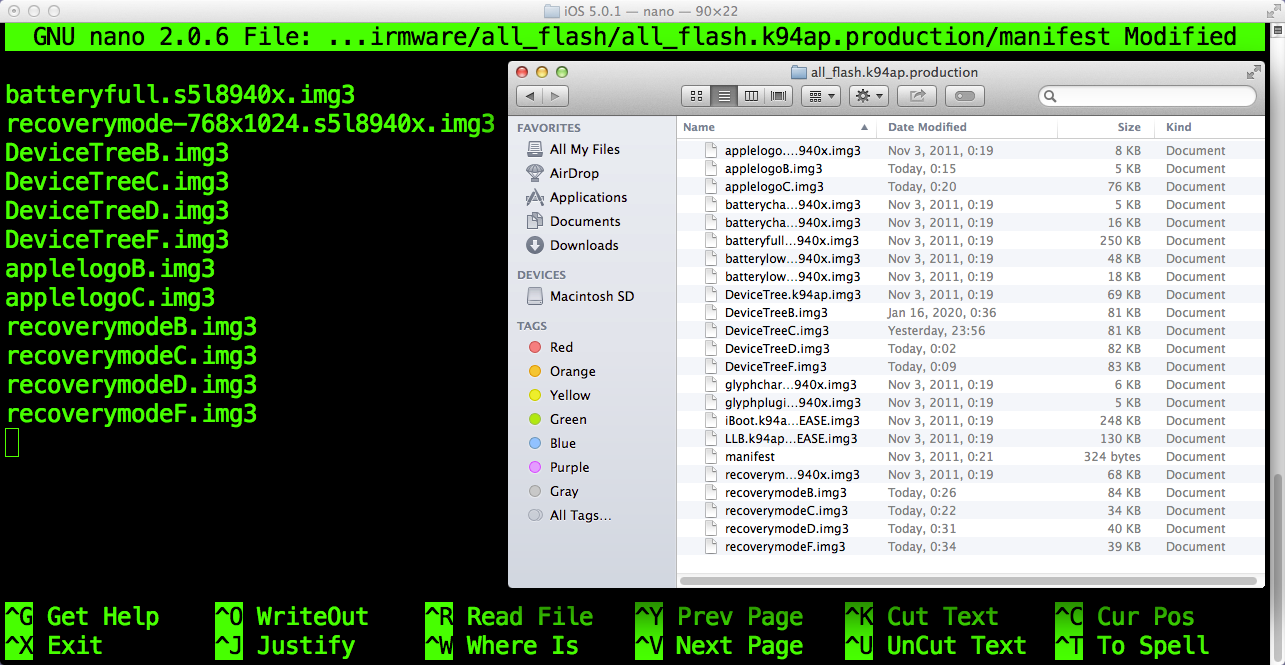 iOS 5.0.1 — nano — 90×22
GNU nano 2.0.6 File: ...irmware/all_flash/all_flash.k94ap.production/manifest Modified
batteryfull.s5l8940x.img3
recoverymode-768x1024.s5l8940x.img3
DeviceTreeB.img3
DeviceTreeC.img3
DeviceTreeD.img3
DeviceTreeF.img3
applelogoB.img3
applelogoC.img3
recoverymodeB.img3
recoverymodeC.img3
recoverymodeD.img3
recoverymodeF.img3
all_flash.k94ap.production
FAVORITES
All My Files
AirDrop
Applications
Documents
Downloads
DEVICES
Macintosh SD
TAGS
Red
Orange
Yellow
Green
Blue
Purple
Gray
All Tags...
Name Date Modified Size Kind
applelogo....940x.img3 Nov 3, 2011, 0:19 8 KB Document
applelogoB.img3 Today, 0:15 5 KB Document
applelogoC.img3 Today, 0:20 76 KB Document
batterycha...940x.img3 Nov 3, 2011, 0:19 5 KB Document
batterycha...940x.img3 Nov 3, 2011, 0:19 16 KB Document
batteryfull...940x.img3 Nov 3, 2011, 0:19 250 KB Document
batterylow...940x.img3 Nov 3, 2011, 0:19 48 KB Document
batterylow...940x.img3 Nov 3, 2011, 0:19 18 KB Document
DeviceTree.k94ap.img3 Nov 3, 2011, 0:19 69 KB Document
DeviceTreeB.img3 Jan 16, 2020, 0:36 81 KB Document
DeviceTreeC.img3 Yesterday, 23:56 81 KB Document
DeviceTreeD.img3 Today, 0:02 82 KB Document
DeviceTreeF.img3 Today, 0:09 83 KB Document
glyphchar...940x.img3 Nov 3, 2011, 0:19 6 KB Document
glyphplugi...940x.img3 Nov 3, 2011, 0:19 5 KB Document
iBoot.k94a...EASE.img3 Nov 3, 2011, 0:19 248 KB Document
LLB.k94ap...EASE.img3 Nov 3, 2011, 0:19 130 KB Document
manifest Nov 3, 2011, 0:21 324 bytes Document
recoverym...940x.img3 Nov 3, 2011, 0:19 68 KB Document
recoverymodeB.img3 Today, 0:26 84 KB Document
recoverymodeC.img3 Today, 0:22 34 KB Document
recoverymodeD.img3 Today, 0:31 40 KB Document
recoverymodeF.img3 Today, 0:34 39 KB Document
^G Get Help ^O WriteOut ^R Read File ^Y Prev Page ^K Cut Text ^C Cur Pos
^X Exit ^J Justify ^W Where Is ^V Next Page ^U UnCut Text ^T To Spell